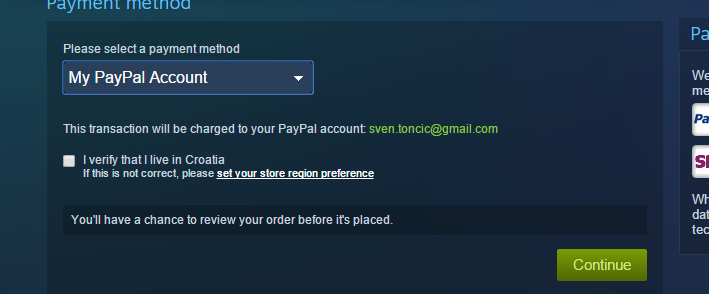 Payment method
Please select a payment method
My PayPal Account
This transaction will be charged to your PayPal account: sven.toncic@gmail.com
I verify that I live in Croatia
If this is not correct, please set your store region preference
You'll have a chance to review your order before it's placed.
Continue
Pa
We
me
Pa
Wh
dat
tec